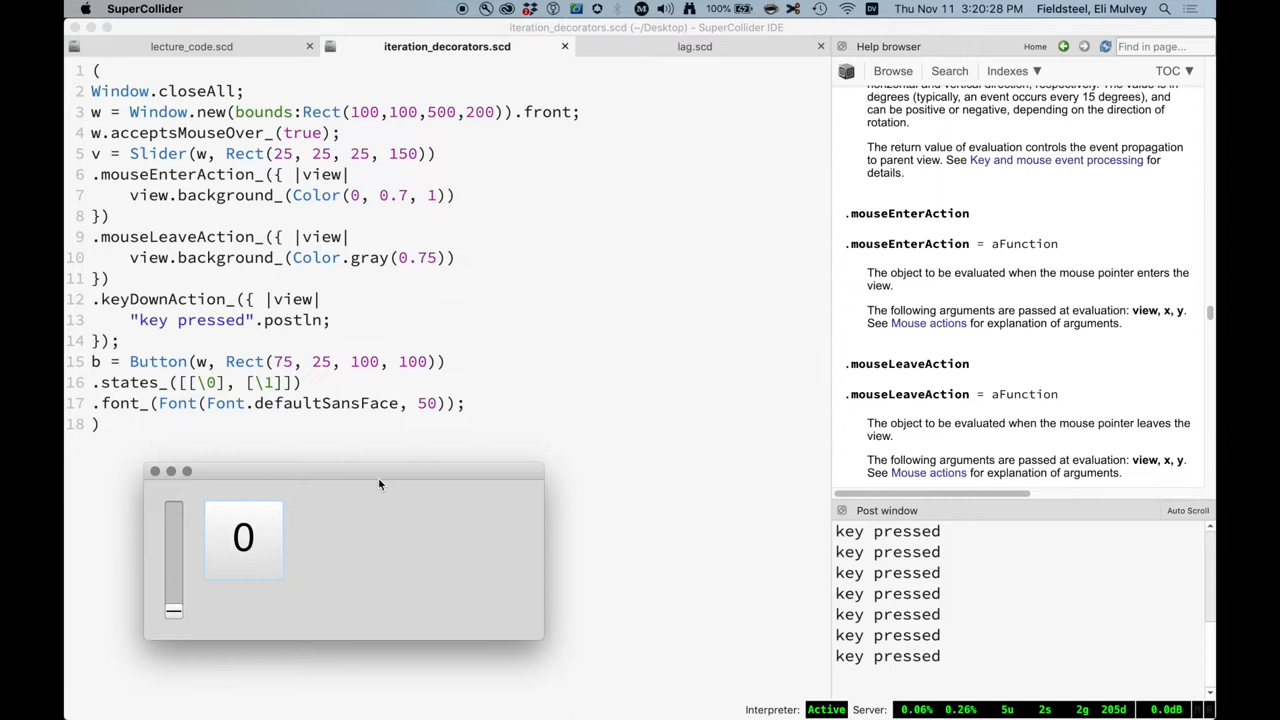 SuperCollider
100%
DV
Thu Nov 11 3:20:28 PM
Fieldsteel, Eli Mulvey
iteration_decorators.scd (~/Desktop) - SuperCollider IDE
lecture_code.scd
iteration_decorators.scd
lag.scd
Help browser
Home
Find in page...
Browse
Search
Indexes ▼
TOC ▼
1 (
2 Window.closeAll;
3 w = Window.new(bounds:Rect(100,100,500,200)).front;
4 w.acceptsMouseOver_(true);
5 v = Slider(w, Rect(25, 25, 25, 150))
6 .mouseEnterAction_({ |view|
7 view.background_(Color(0, 0.7, 1))
8 })
9 .mouseLeaveAction_({ |view|
10 view.background_(Color.gray(0.75))
11 })
12 .keyDownAction_({ |view|
13 "key pressed".postln;
14 });
15 b = Button(w, Rect(75, 25, 100, 100))
16 .states_([[\0], [\1]])
17 .font_(Font(Font.defaultSansFace, 50));
18 )
0
horizontal and vertical direction, respectively. The value is in
degrees (typically, an event occurs every 15 degrees), and
can be positive or negative, depending on the direction of
rotation.
The return value of evaluation controls the event propagation
to parent view. See Key and mouse event processing for
details.
.mouseEnterAction
.mouseEnterAction = aFunction
The object to be evaluated when the mouse pointer enters the
view.
The following arguments are passed at evaluation: view, x, y.
See Mouse actions for explanation of arguments.
.mouseLeaveAction
.mouseLeaveAction = aFunction
The object to be evaluated when the mouse pointer leaves the
view.
The following arguments are passed at evaluation: view, x, y.
See Mouse actions for explanation of arguments.
Post window
Auto Scroll
key pressed
key pressed
key pressed
key pressed
key pressed
key pressed
key pressed
Interpreter: Active Server: 0.06% 0.26% 5u 2s 2g 205d 0.0dB M R